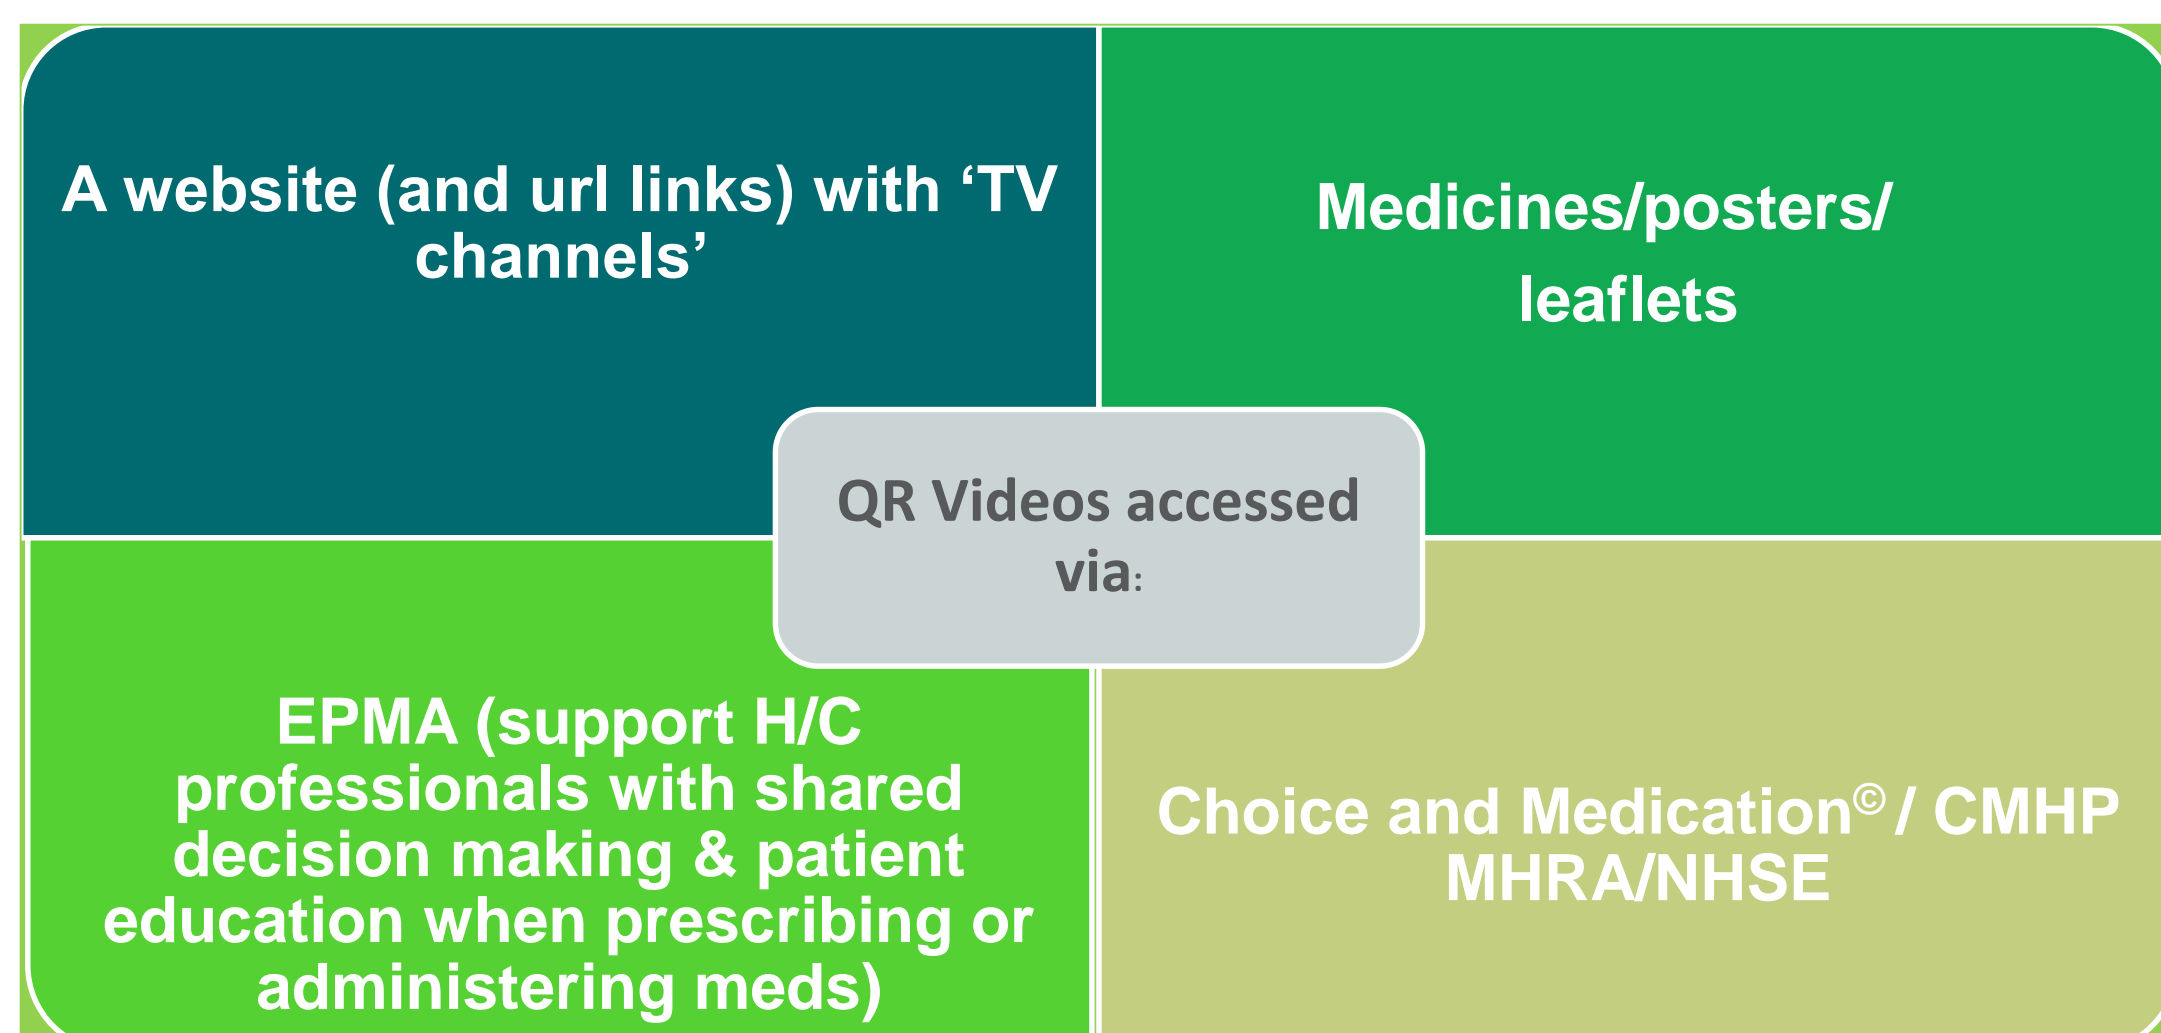 A website (and url links) with ‘TV
channels’
Medicines/posters/
leaflets
QR Videos accessed
via:
EPMA (support H/C
professionals with shared
decision making & patient
education when prescribing or
administering meds)
Choice and Medication© / CMHP
MHRA/NHSE